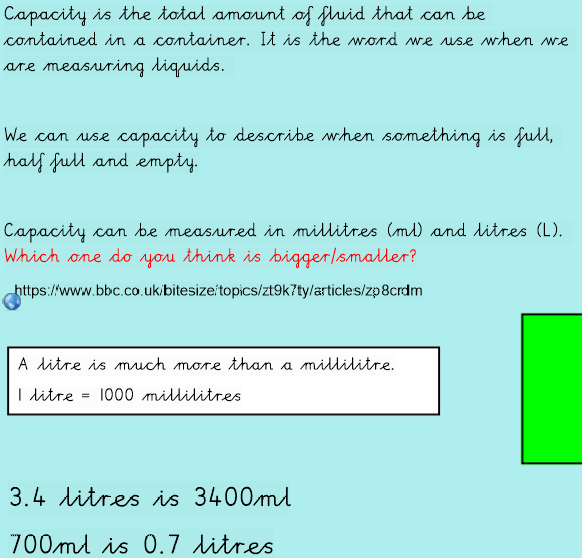 Capacity is the total amount of fluid that can be
contained in a container. It is the word we use when we
are measuring liquids.
We can use capacity to describe when something is full,
half full and empty.
Capacity can be measured in millitres (ml) and litres (L).
Which one do you think is bigger/smaller?
https://www.bbc.co.uk/bitesize/topics/zt9k7ty/articles/zp8crdm
A litre is much more than a millilitre.
1 litre = 1000 millilitres
3.4 litres is 3400ml
700ml is 0.7 litres